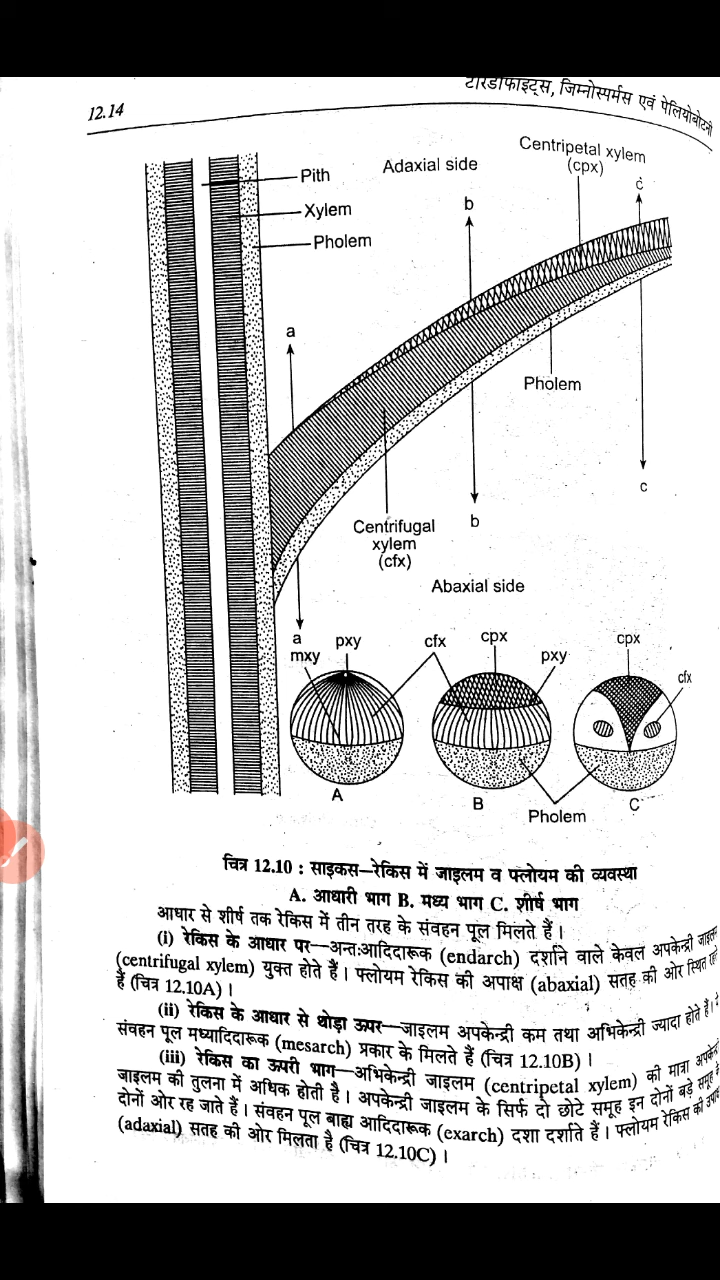 12.14
टेरिडोफाइट्स, जिम्नोस्पर्मस एवं पेलियोबोटनी
Pith
Xylem
Pholem
Adaxial side
Centripetal xylem
(cpx)
a
b
c
Pholem
Centrifugal
xylem
(cfx)
a
b
c
Abaxial side
mxy
pxy
cfx
cpx
pxy
cpx
cfx
A
B
C
Pholem
चित्र 12.10 : साइकस–रेकिस में जाइलम व फ्लोयम की व्यवस्था
A. आधारी भाग B. मध्य भाग C. शीर्ष भाग
आधार से शीर्ष तक रेकिस में तीन तरह के संवहन पूल मिलते हैं।
(i) रेकिस के आधार पर—अन्तःआदिदारूक (endarch) दर्शाने वाले केवल अपकेन्द्री जाइलम
(centrifugal xylem) युक्त होते हैं। फ्लोयम रेकिस की अपाक्ष (abaxial) सतह की ओर स्थित रहते
हैं (चित्र 12.10A)।
(ii) रेकिस के आधार से थोड़ा ऊपर—जाइलम अपकेन्द्री कम तथा अभिकेन्द्री ज्यादा होते हैं।
संवहन पूल मध्यादिदारूक (mesarch) प्रकार के मिलते हैं (चित्र 12.10B)।
(iii) रेकिस का ऊपरी भाग—अभिकेन्द्री जाइलम (centripetal xylem) की मात्रा अपकेन्द्री
जाइलम की तुलना में अधिक होती है। अपकेन्द्री जाइलम के सिर्फ दो छोटे समूह इन दोनों बड़े समूह के
दोनों ओर रह जाते हैं। संवहन पूल बाह्य आदिदारूक (exarch) दशा दर्शाते हैं। फ्लोयम रेकिस की
(adaxial) सतह की ओर मिलता है (चित्र 12.10C)।